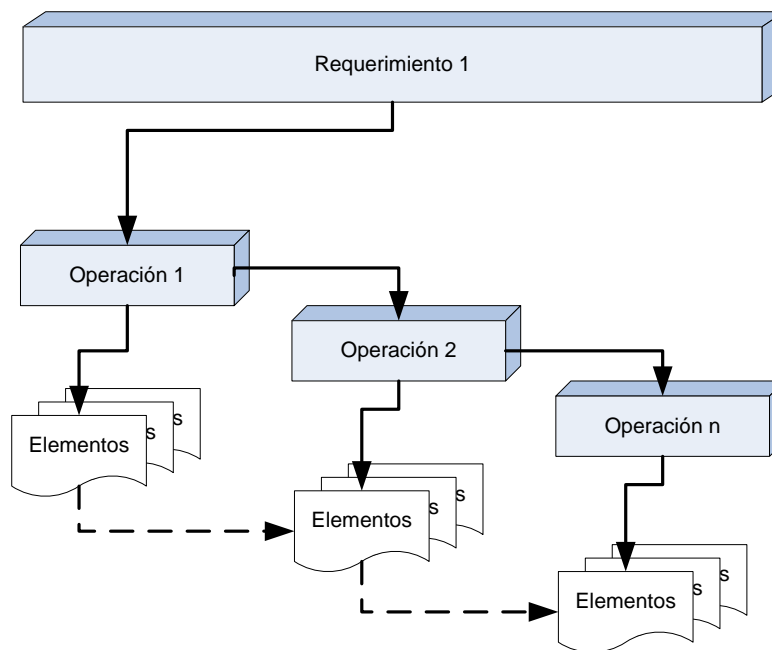 Requerimiento 1
Operación 1
Operación 2
Operación n
Elementos
s
s
Elementos
s
s
Elementos
s
s